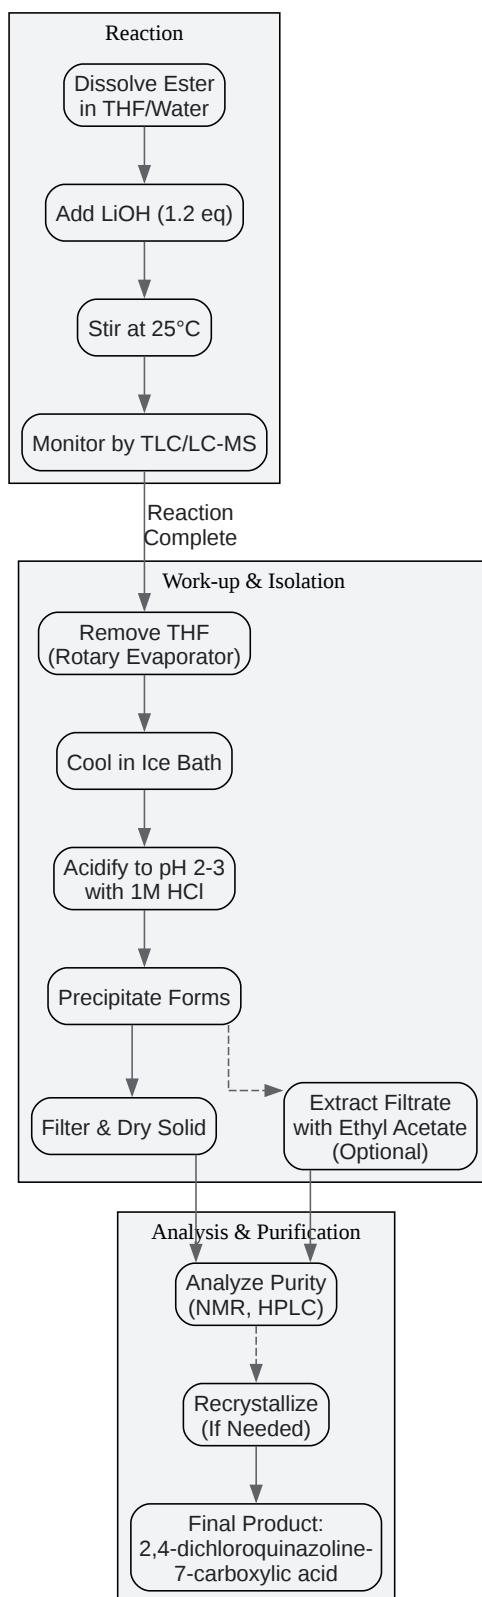 Reaction
Dissolve Ester
in THF/Water
Add LiOH (1.2 eq)
Stir at 25°C
Monitor by TLC/LC-MS
Reaction
Complete
Work-up & Isolation
Remove THF
(Rotary Evaporator)
Cool in Ice Bath
Acidify to pH 2-3
with 1M HCl
Precipitate Forms
Filter & Dry Solid
Extract Filtrate
with Ethyl Acetate
(Optional)
Analysis & Purification
Analyze Purity
(NMR, HPLC)
Recrystallize
(If Needed)
Final Product:
2,4-dichloroquinazoline-
7-carboxylic acid